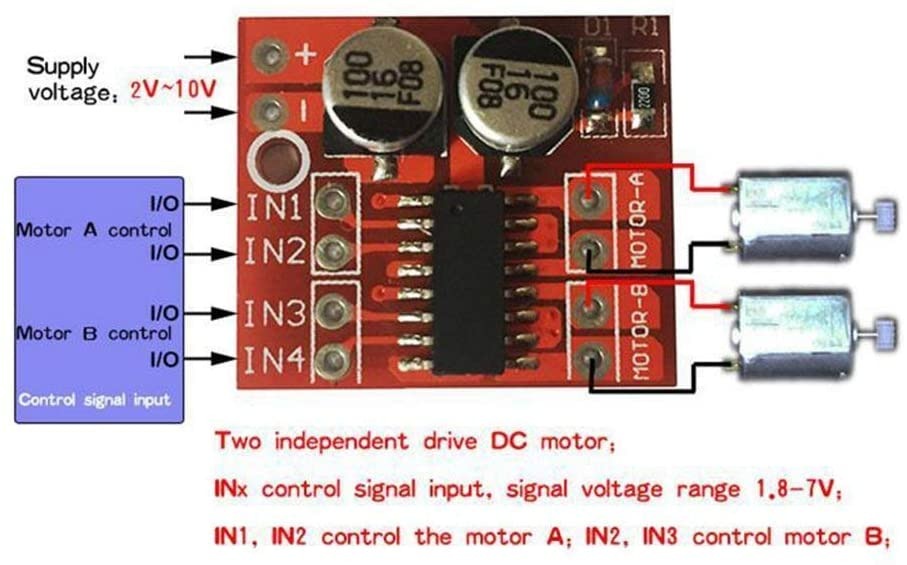 Supply
voltage: 2V~10V
+
-
100
16
F08
100
16
F08
D1
R1
2200
I/O
Motor A control
I/O
I/O
Motor B control
I/O
Control signal input
IN1
IN2
IN3
IN4
MOTOR-A
MOTOR-B
Two independent drive DC motor;
INx control signal input, signal voltage range 1.8-7V;
IN1, IN2 control the motor A; IN2, IN3 control motor B;